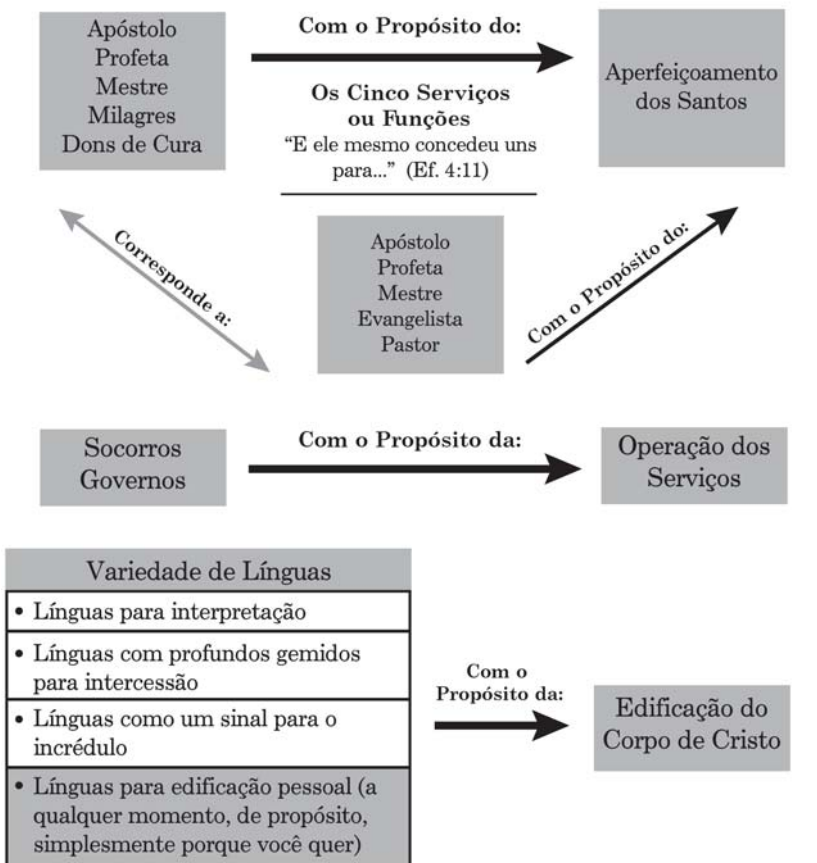 Apóstolo
Profeta
Mestre
Milagres
Dons de Cura
Com o Propósito do:
Aperfeiçoamento
dos Santos
Os Cinco Serviços
ou Funções
“E ele mesmo concedeu uns
para...” (Ef. 4:11)
Corresponde a:
Apóstolo
Profeta
Mestre
Evangelista
Pastor
Com o Propósito do:
Socorros
Governos
Com o Propósito da:
Operação dos
Serviços
Variedade de Línguas
• Línguas para interpretação
• Línguas com profundos gemidos
para intercessão
• Línguas como um sinal para o
incrédulo
• Línguas para edificação pessoal (a
qualquer momento, de propósito,
simplesmente porque você quer)
Com o
Propósito da:
Edificação do
Corpo de Cristo